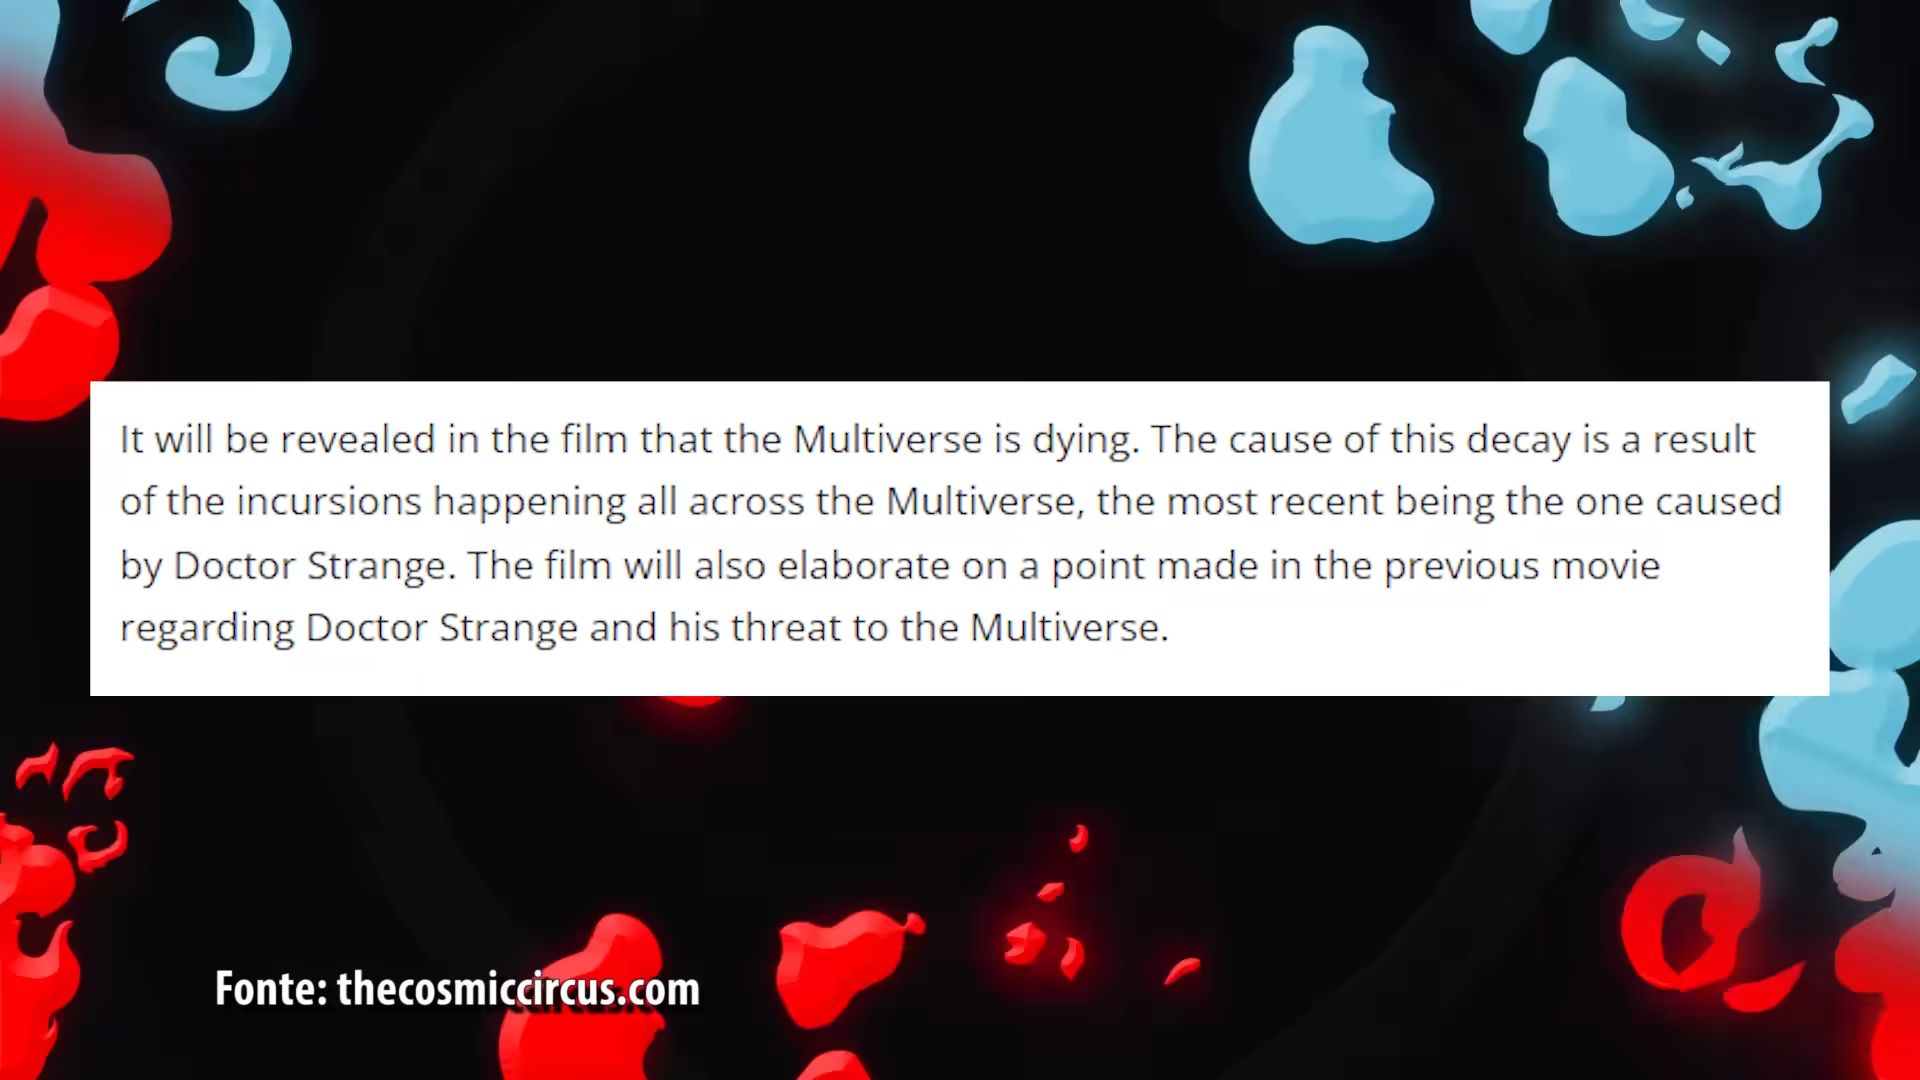 It will be revealed in the film that the Multiverse is dying. The cause of this decay is a result
of the incursions happening all across the Multiverse, the most recent being the one caused
by Doctor Strange. The film will also elaborate on a point made in the previous movie
regarding Doctor Strange and his threat to the Multiverse.
Fonte: thecosmiccircus.com